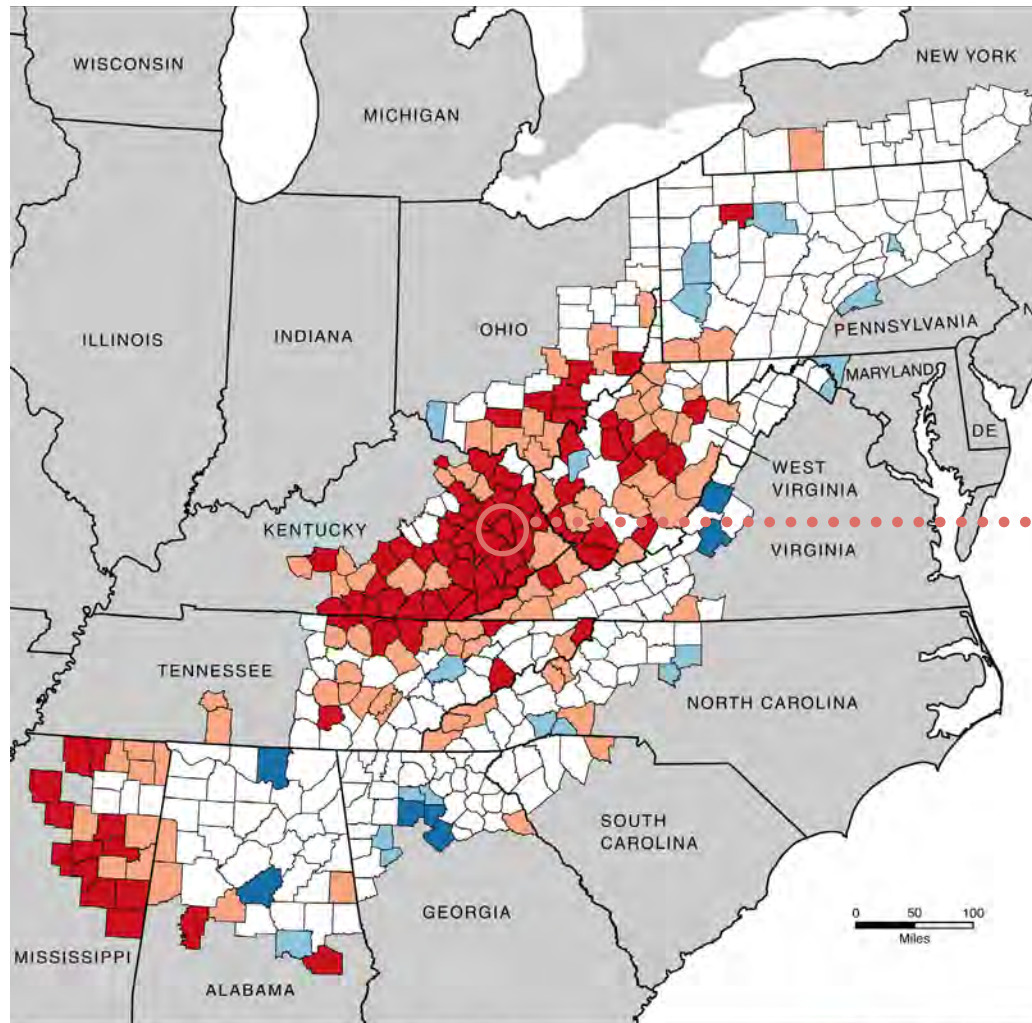 WISCONSIN
NEW YORK
MICHIGAN
ILLINOIS
INDIANA
OHIO
PENNSYLVANIA
N
MARYLAND
DE
WEST
VIRGINIA
KENTUCKY
VIRGINIA
TENNESSEE
NORTH CAROLINA
SOUTH
CAROLINA
GEORGIA
0 50 100
Miles
MISSISSIPPI
ALABAMA